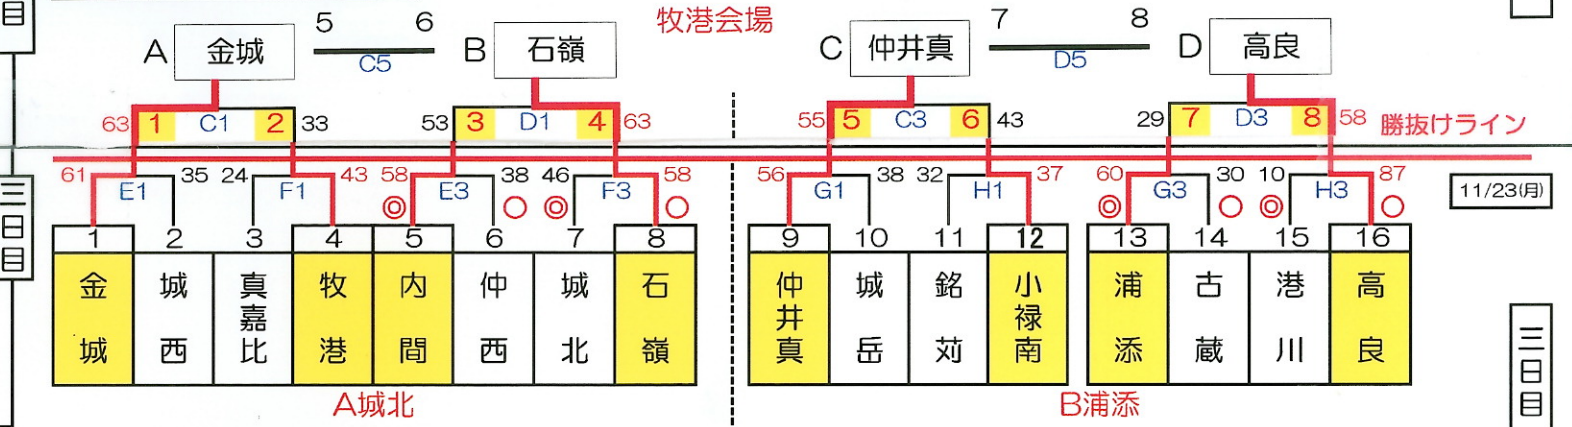 目
牧港会場
5 6 7 8
A 金城 B 石嶺 C 仲井真 D 高良
C5 D5
63 1 C1 2 33 53 3 D1 4 63 55 5 C3 6 43 29 7 D3 8 58 勝抜けライン
61 35 24 43 58 38 46 58 56 38 32 37 60 30 10 87
E1 F1 E3 F3 G1 H1 G3 H3 11/23(月)
◎ ○ ◎ ○ ◎ ○ ◎ ○
1 2 3 4 5 6 7 8 9 10 11 12 13 14 15 16
金城 城西 真嘉比 牧港 内間 仲西 城北 石嶺 仲井真 城岳 銘苅 小禄南 浦添 古蔵 港川 高良
三日目
三日目
A城北 B浦添